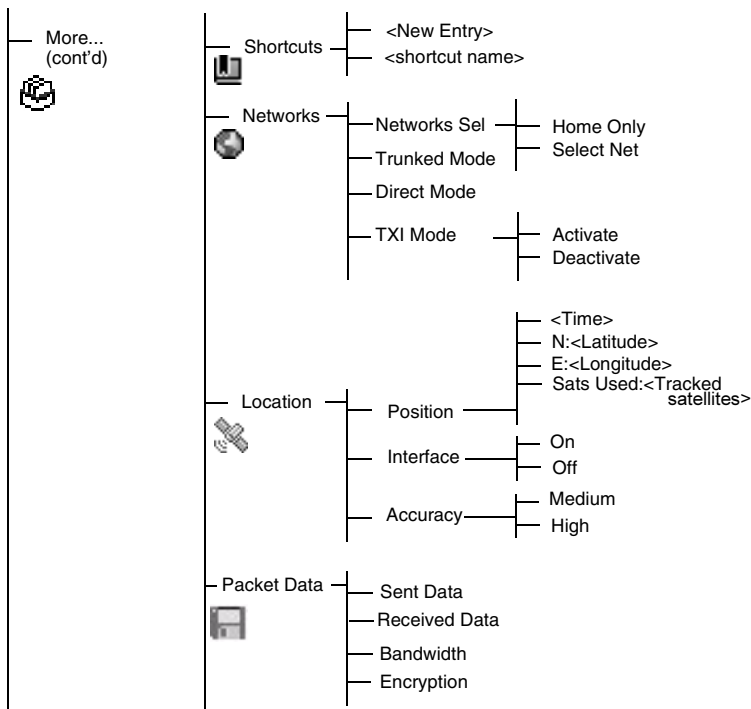 More...
(cont'd)
Shortcuts
<New Entry>
<shortcut name>
Networks
Networks Sel
Home Only
Select Net
Trunked Mode
Direct Mode
TXI Mode
Activate
Deactivate
Location
Position
<Time>
N:<Latitude>
E:<Longitude>
Sats Used:<Tracked
satellites>
Interface
On
Off
Accuracy
Medium
High
Packet Data
Sent Data
Received Data
Bandwidth
Encryption